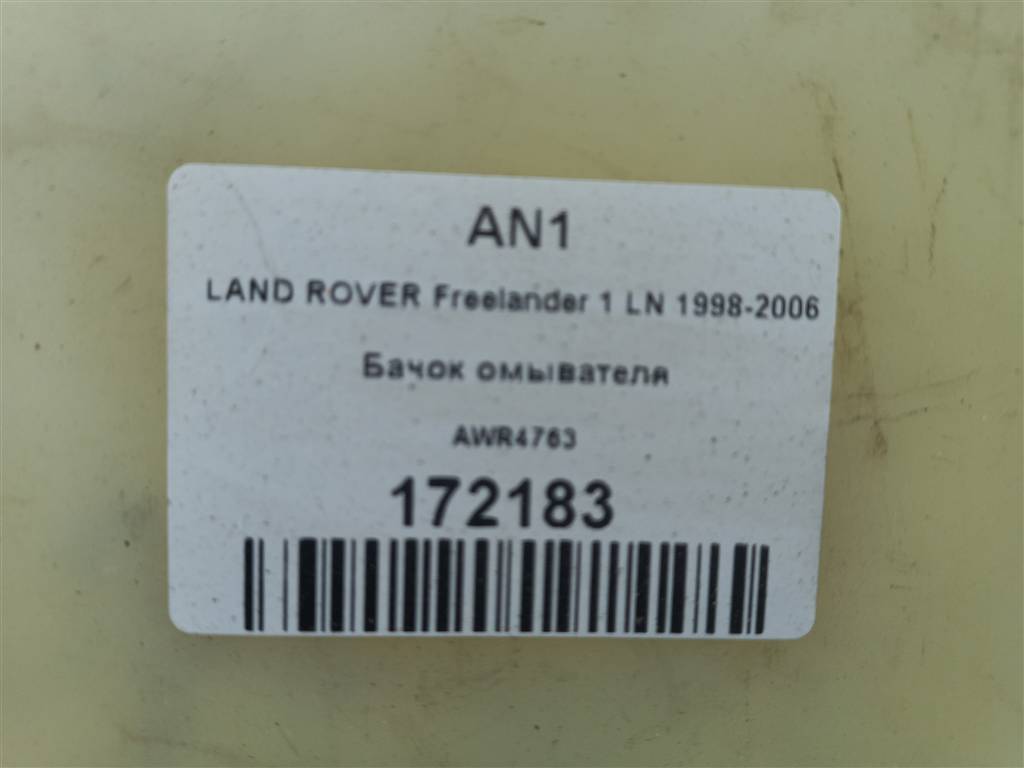 AN1
LAND ROVER Freelander 1 LN 1998-2006
Бачок омывателя
AWR4763
172183